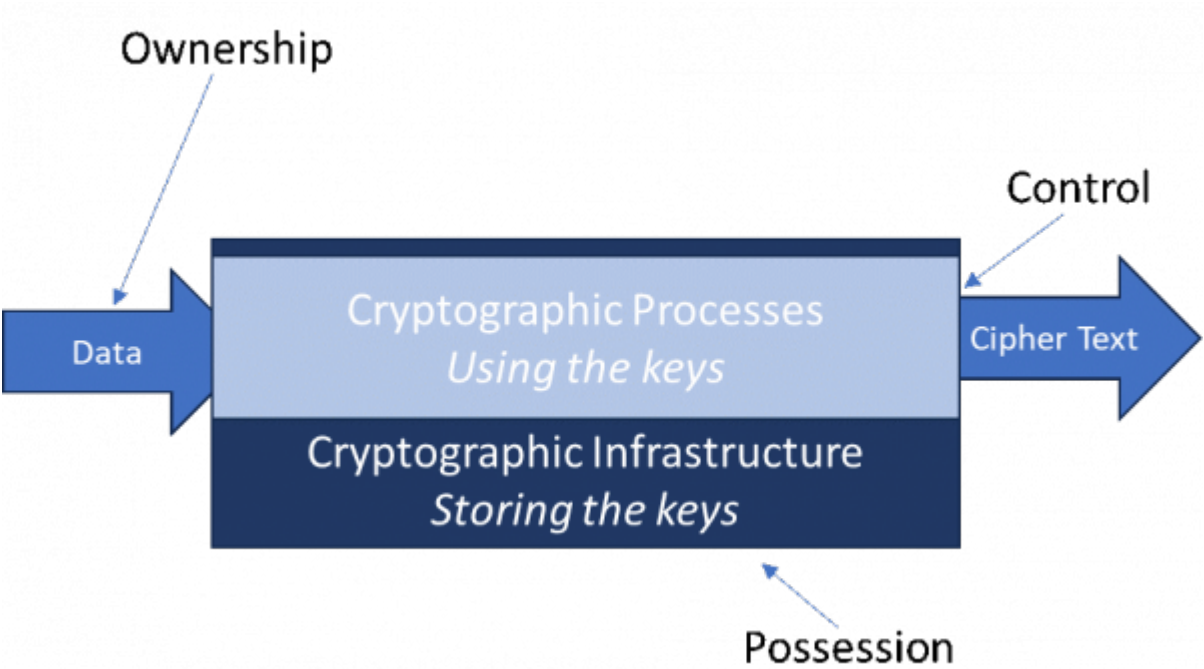 Ownership
Control
Cryptographic Processes
Using the keys
Data
Cipher Text
Cryptographic Infrastructure
Storing the keys
Possession